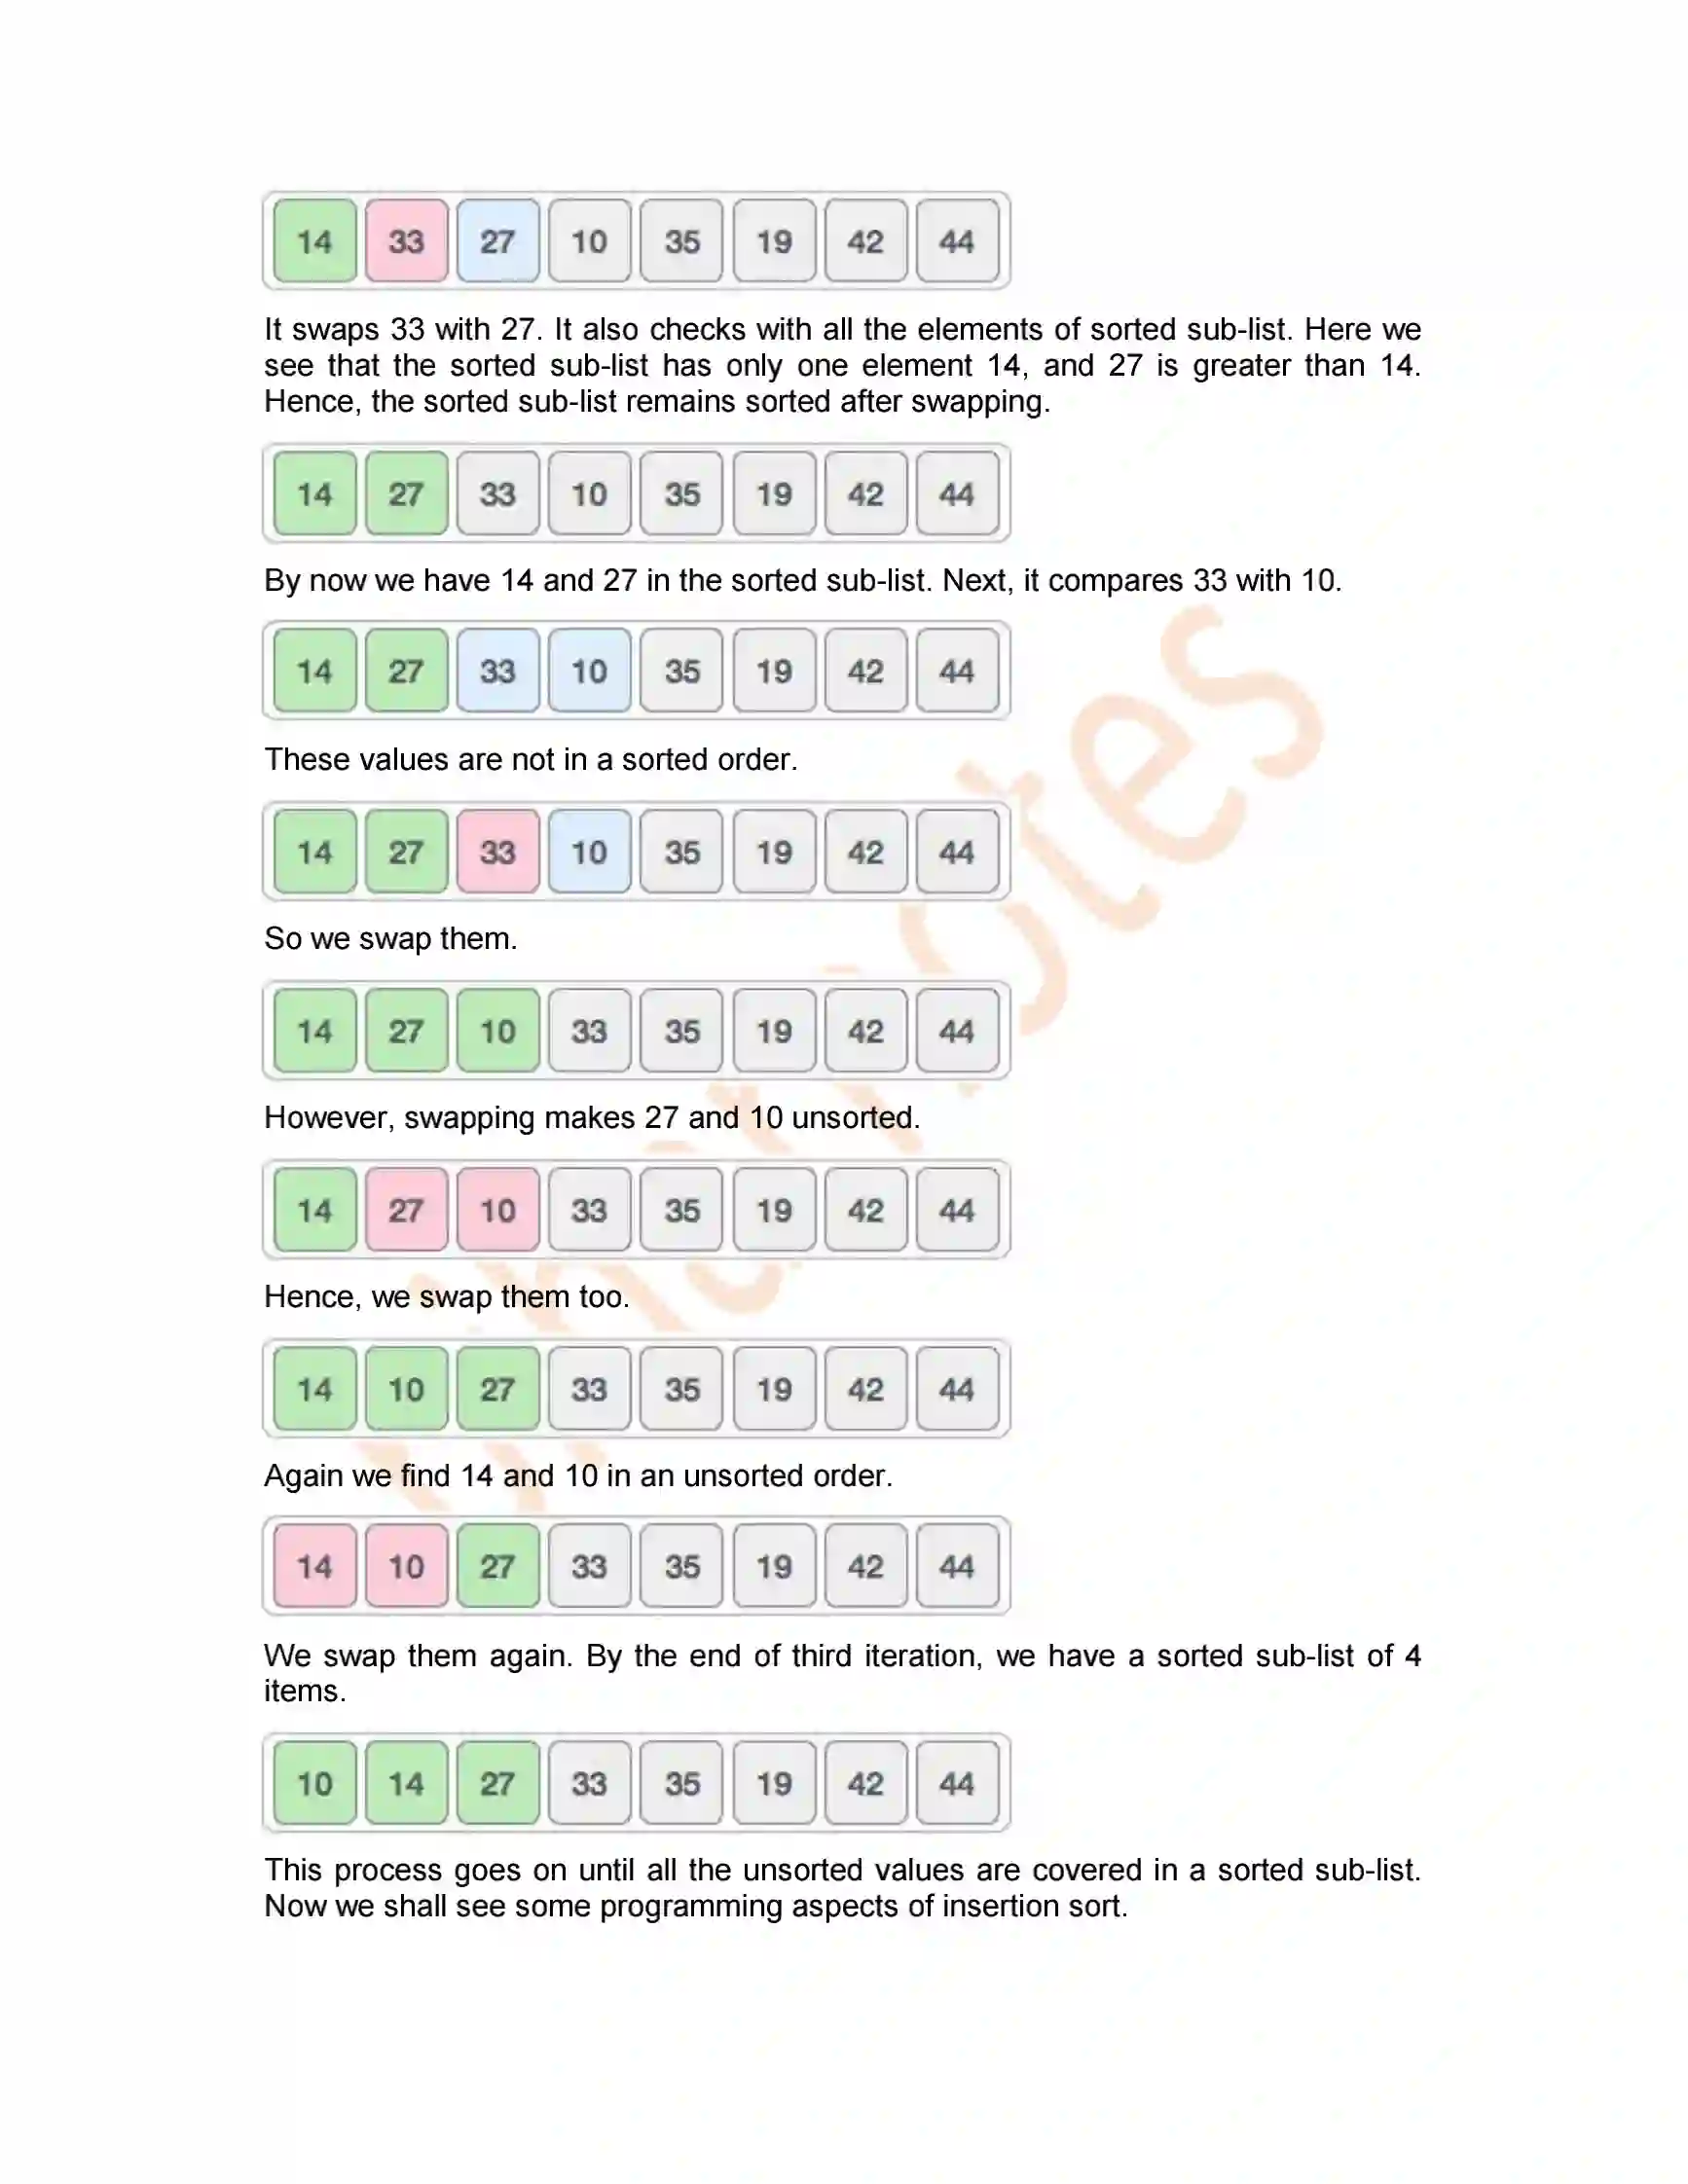 14 33 27 10 35 19 42 44
It swaps 33 with 27. It also checks with all the elements of sorted sub-list. Here we
see that the sorted sub-list has only one element 14, and 27 is greater than 14.
Hence, the sorted sub-list remains sorted after swapping.
14 27 33 10 35 19 42 44
By now we have 14 and 27 in the sorted sub-list. Next, it compares 33 with 10.
14 27 33 10 35 19 42 44
These values are not in a sorted order.
14 27 33 10 35 19 42 44
So we swap them.
14 27 10 33 35 19 42 44
However, swapping makes 27 and 10 unsorted.
14 27 10 33 35 19 42 44
Hence, we swap them too.
14 10 27 33 35 19 42 44
Again we find 14 and 10 in an unsorted order.
14 10 27 33 35 19 42 44
We swap them again. By the end of third iteration, we have a sorted sub-list of 4
items.
10 14 27 33 35 19 42 44
This process goes on until all the unsorted values are covered in a sorted sub-list.
Now we shall see some programming aspects of insertion sort.